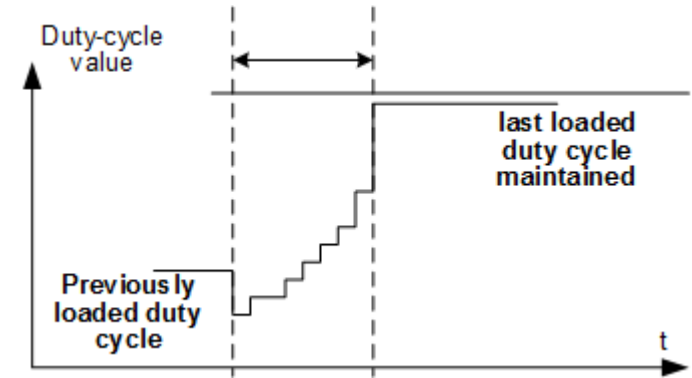 Duty-cycle
value
last loaded
duty cycle
maintained
Previously
loaded duty
cycle
t